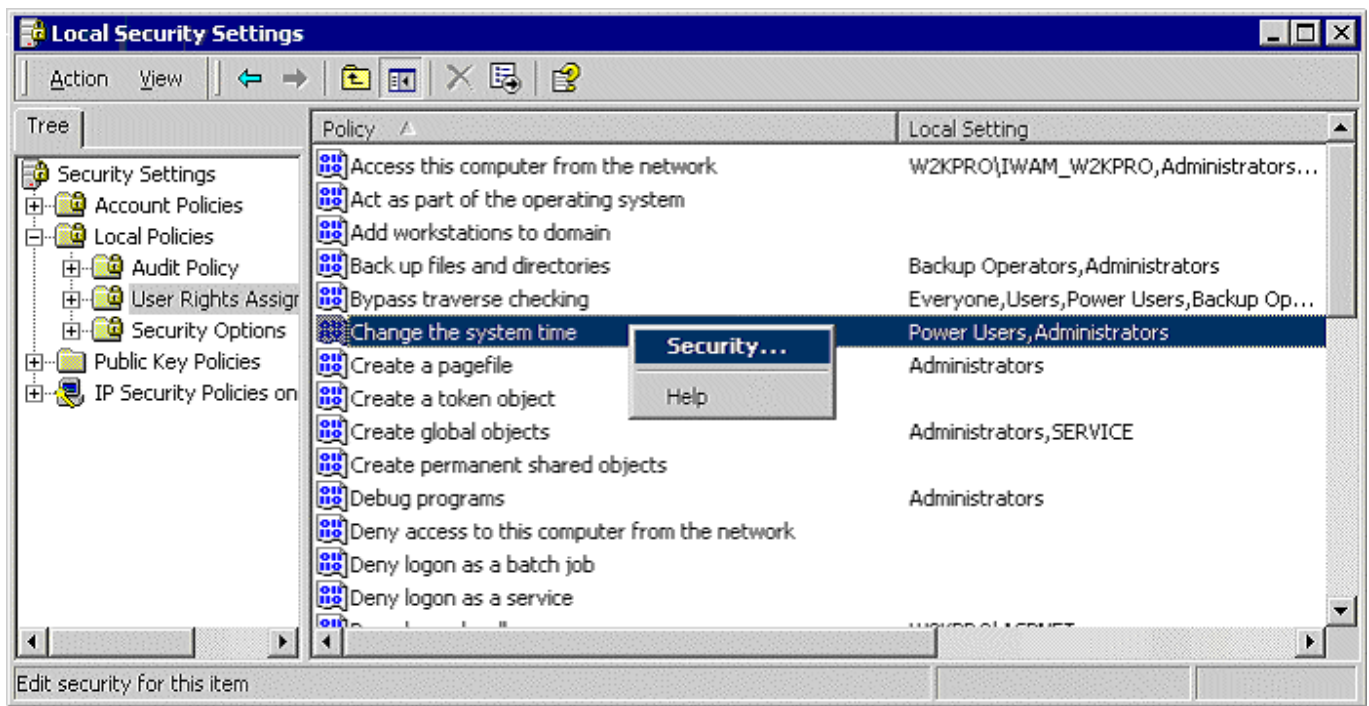 Local Security Settings
Action View
Tree
Policy Local Setting
Security Settings
Account Policies
Local Policies
Audit Policy
User Rights Assigr
Security Options
Public Key Policies
IP Security Policies on
Access this computer from the network W2KPRO\IWAM_W2KPRO,Administrators...
Act as part of the operating system
Add workstations to domain
Back up files and directories Backup Operators,Administrators
Bypass traverse checking Everyone,Users,Power Users,Backup Op...
Change the system time Power Users,Administrators
Create a pagefile Administrators
Create a token object
Create global objects Administrators,SERVICE
Create permanent shared objects
Debug programs Administrators
Deny access to this computer from the network
Deny logon as a batch job
Deny logon as a service
Security...
Help
Edit security for this item